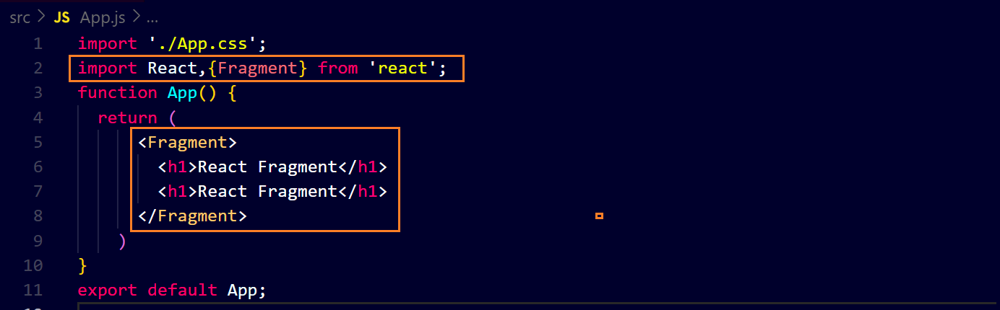 src > JS App.js > ...
1 import './App.css';
2 import React,{Fragment} from 'react';
3 function App() {
4 return (
5 <Fragment>
6 <h1>React Fragment</h1>
7 <h1>React Fragment</h1>
8 </Fragment>
9 )
10 }
11 export default App;